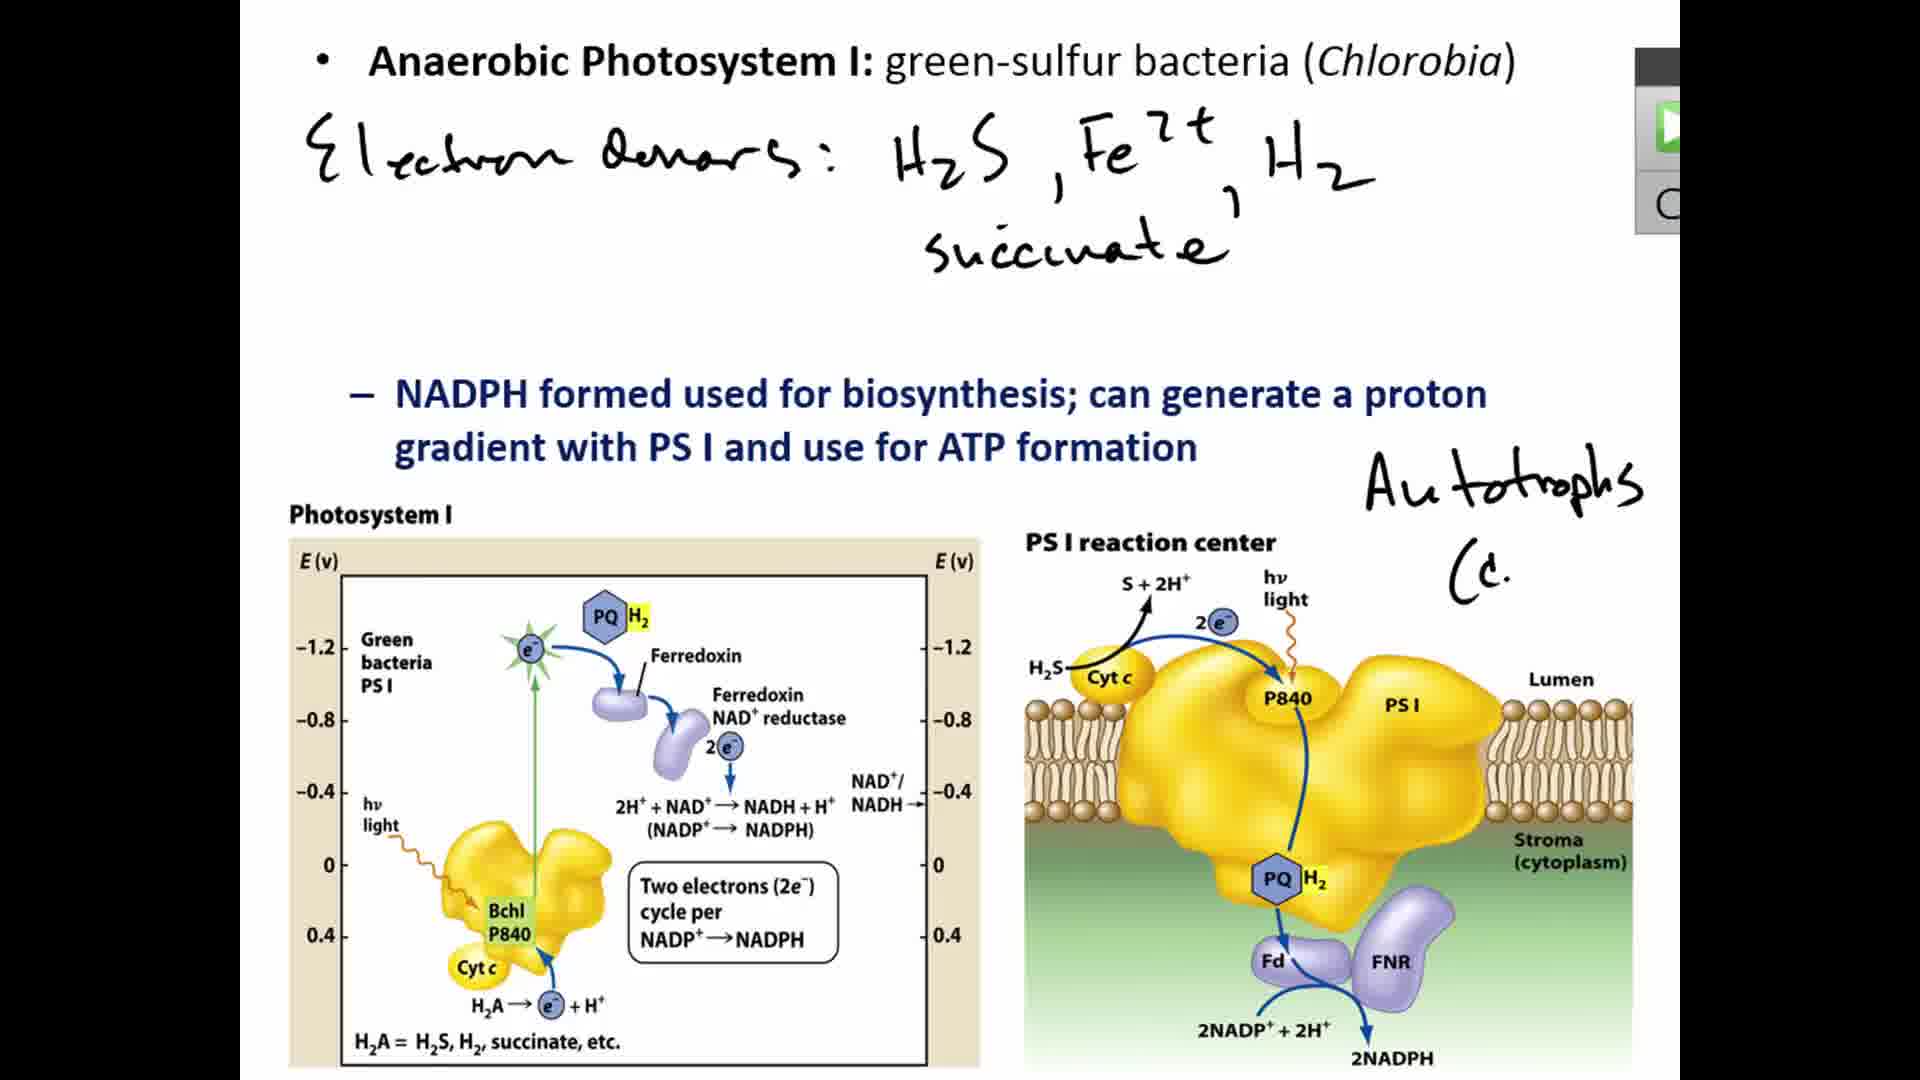 • Anaerobic Photosystem I: green-sulfur bacteria (Chlorobia)
Electron donors: H₂S, Fe²⁺, H₂
succinate
– NADPH formed used for biosynthesis; can generate a proton
gradient with PS I and use for ATP formation
Autotrophs
(c.
Photosystem I
E (v)
E (v)
PQ H₂
–1.2
–1.2
Green
bacteria
PS I
e⁻
Ferredoxin
Ferredoxin
NAD⁺ reductase
–0.8
–0.8
2 e⁻
–0.4
–0.4
NAD⁺/
NADH
hν
light
2H⁺ + NAD⁺ → NADH + H⁺
(NADP⁺ → NADPH)
0
0
Two electrons (2e⁻)
cycle per
NADP⁺ → NADPH
Bchl
P840
0.4
0.4
Cyt c
H₂A → e⁻ + H⁺
H₂A = H₂S, H₂, succinate, etc.
PS I reaction center
S + 2H⁺
hν
light
2 e⁻
H₂S
Cyt c
P840
PS I
Lumen
Stroma
(cytoplasm)
PQ H₂
Fd
FNR
2NADP⁺ + 2H⁺
2NADPH